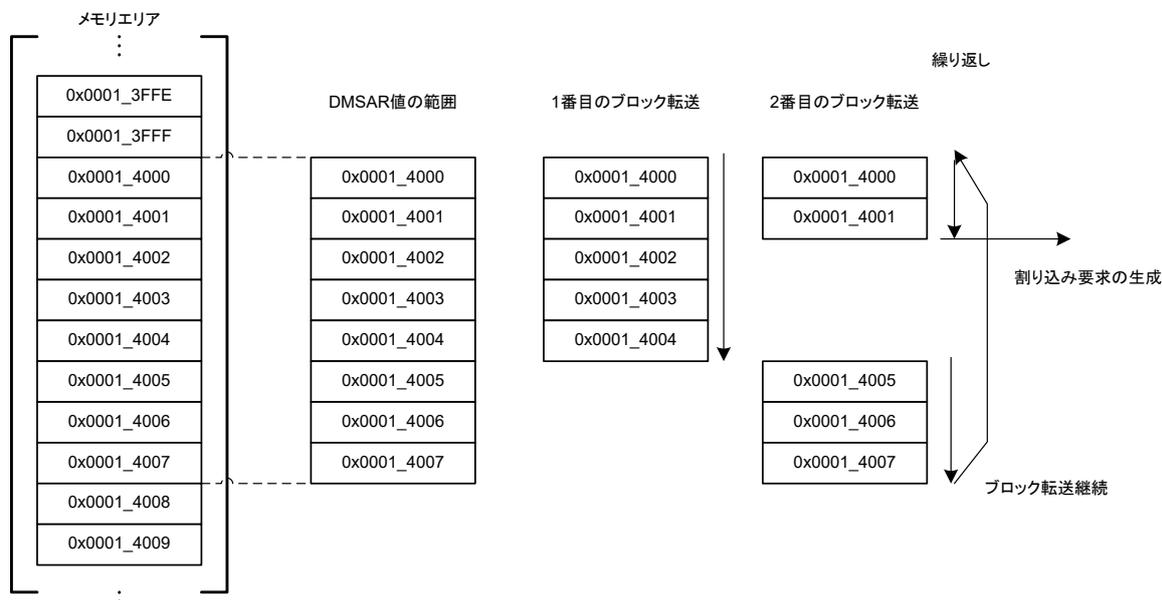 メモリエリア
0x0001_3FFE
0x0001_3FFF
0x0001_4000
0x0001_4001
0x0001_4002
0x0001_4003
0x0001_4004
0x0001_4005
0x0001_4006
0x0001_4007
0x0001_4008
0x0001_4009
DMSAR値の範囲
0x0001_4000
0x0001_4001
0x0001_4002
0x0001_4003
0x0001_4004
0x0001_4005
0x0001_4006
0x0001_4007
1番目のブロック転送
0x0001_4000
0x0001_4001
0x0001_4002
0x0001_4003
0x0001_4004
2番目のブロック転送
0x0001_4000
0x0001_4001
0x0001_4005
0x0001_4006
0x0001_4007
繰り返し
割り込み要求の生成
ブロック転送継続